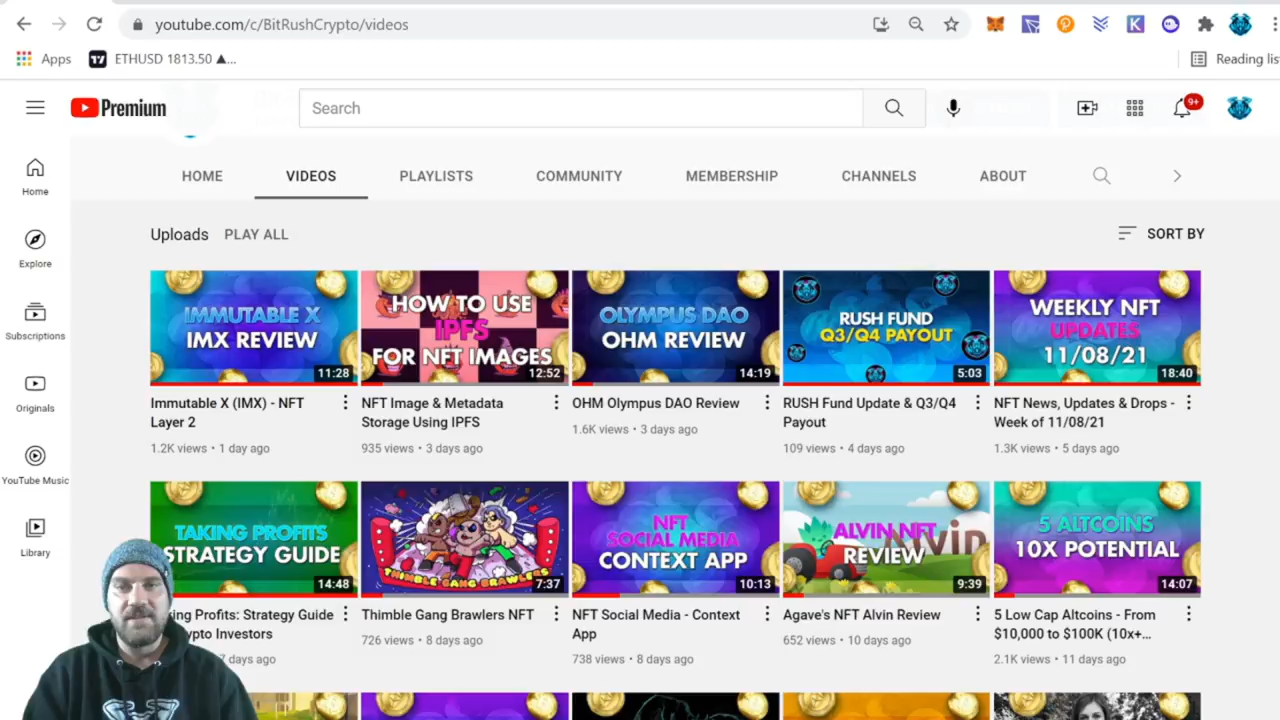 youtube.com/c/BitRushCrypto/videos
Apps
ETHUSD 1813.50 ▲...
Reading lis
Premium
Search
9+
HOME
VIDEOS
PLAYLISTS
COMMUNITY
MEMBERSHIP
CHANNELS
ABOUT
Home
Explore
Subscriptions
Originals
YouTube Music
Library
Uploads
PLAY ALL
SORT BY
IMMUTABLE X
IMX REVIEW
11:28
HOW TO USE
IPFS
FOR NFT IMAGES
12:52
OLYMPUS DAO
OHM REVIEW
14:19
RUSH FUND
Q3/Q4 PAYOUT
5:03
WEEKLY NFT
UPDATES
11/08/21
18:40
Immutable X (IMX) - NFT
Layer 2
1.2K views • 1 day ago
NFT Image & Metadata
Storage Using IPFS
935 views • 3 days ago
OHM Olympus DAO Review
1.6K views • 3 days ago
RUSH Fund Update & Q3/Q4
Payout
109 views • 4 days ago
NFT News, Updates & Drops -
Week of 11/08/21
1.3K views • 5 days ago
TAKING PROFITS
STRATEGY GUIDE
14:48
THIMBLE GANG BRAWLERS
7:37
NFT
SOCIAL MEDIA
CONTEXT APP
10:13
ALVIN NFT
REVIEW
Alvin
9:39
5 ALTCOINS
10X POTENTIAL
14:07
ing Profits: Strategy Guide
ypto Investors
7 days ago
Thimble Gang Brawlers NFT
726 views • 8 days ago
NFT Social Media - Context
App
738 views • 8 days ago
Agave's NFT Alvin Review
652 views • 10 days ago
5 Low Cap Altcoins - From
$10,000 to $100K (10x+...
2.1K views • 11 days ago